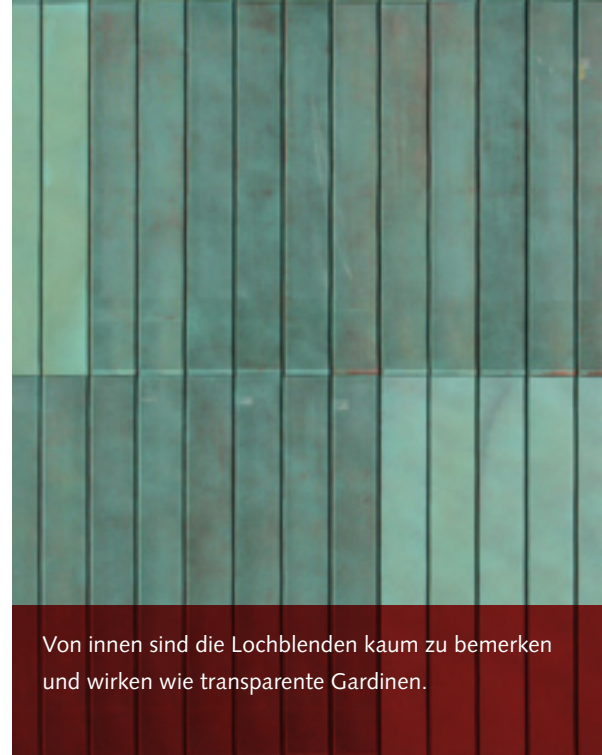 Von innen sind die Lochblenden kaum zu bemerken
und wirken wie transparente Gardinen.